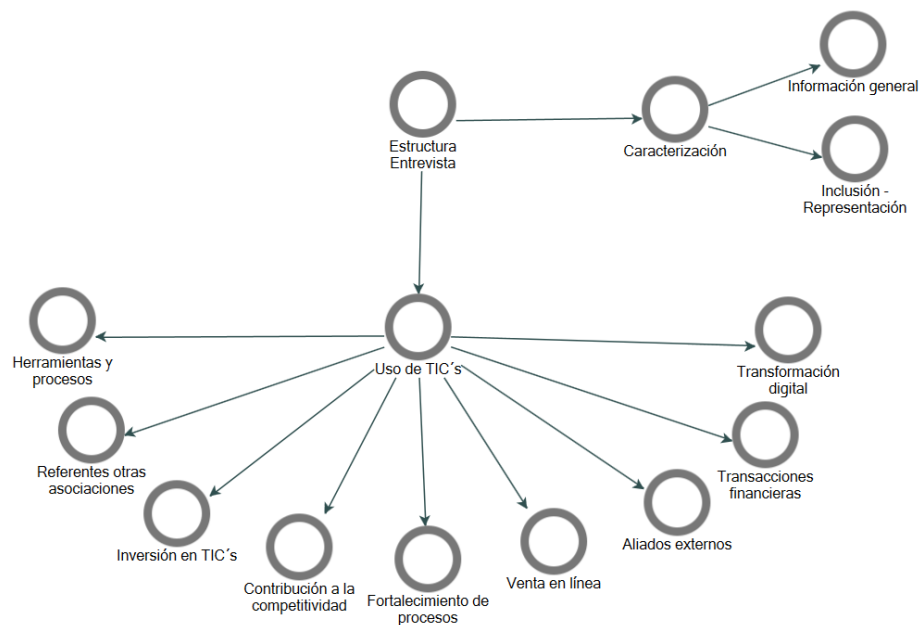 Información general
Estructura
Entrevista
Caracterización
Inclusión -
Representación
Herramientas y
procesos
Uso de TIC´s
Transformación
digital
Referentes otras
asociaciones
Transacciones
financieras
Inversión en TIC´s
Aliados externos
Contribución a la
competitividad
Fortalecimiento de
procesos
Venta en línea